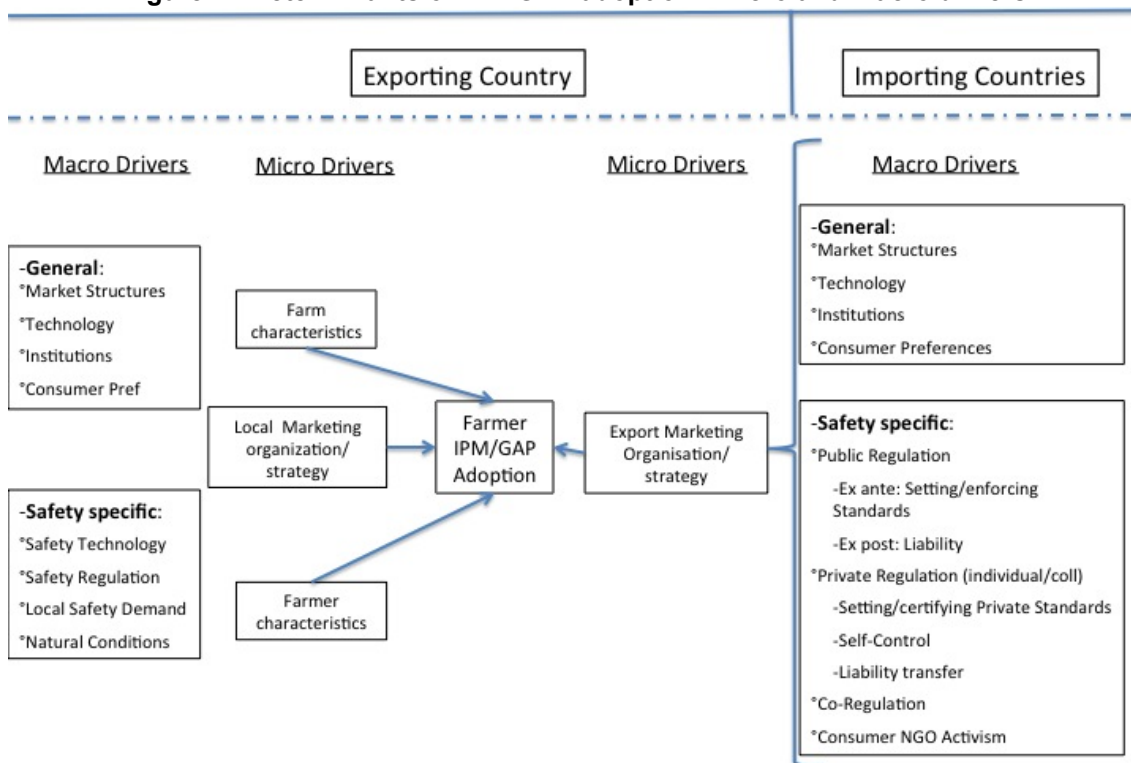 adoption
Exporting Country
Importing Countries
Macro Drivers
Micro Drivers
Micro Drivers
Macro Drivers
-General:
°Market Structures
°Technology
°Institutions
°Consumer Pref
-Safety specific:
°Safety Technology
°Safety Regulation
°Local Safety Demand
°Natural Conditions
Farm
characteristics
Local Marketing
organization/
strategy
Farmer
characteristics
Farmer
IPM/GAP
Adoption
Export Marketing
Organisation/
strategy
-General:
°Market Structures
°Technology
°Institutions
°Consumer Preferences
-Safety specific:
°Public Regulation
-Ex ante: Setting/enforcing
Standards
-Ex post: Liability
°Private Regulation (individual/coll)
-Setting/certifying Private Standards
-Self-Control
-Liability transfer
°Co-Regulation
°Consumer NGO Activism